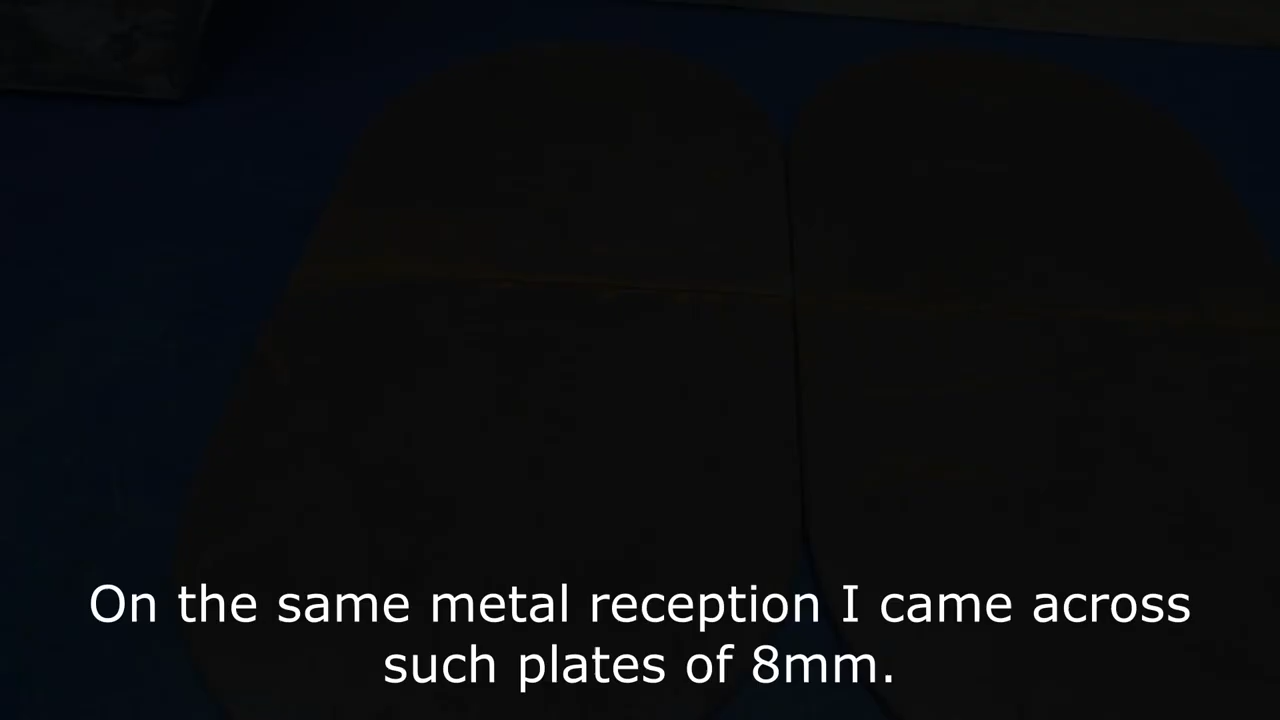 On the same metal reception I came across
such plates of 8mm.